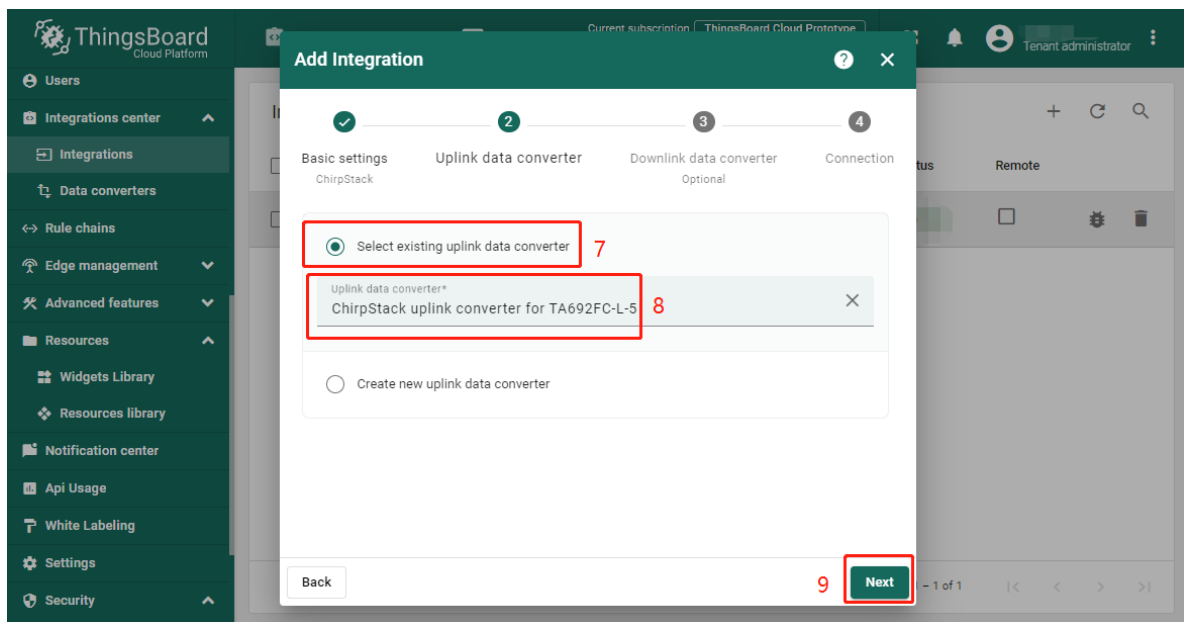 ThingsBoard
Cloud Platform
Current subscription ThingsBoard Cloud Prototype
Tenant administrator
Users
Integrations center
Integrations
Data converters
Rule chains
Edge management
Advanced features
Resources
Widgets Library
Resources library
Notification center
Api Usage
White Labeling
Settings
Security
Add Integration
?
2
3
4
Basic settings
ChirpStack
Uplink data converter
Downlink data converter
Optional
Connection
tus
Remote
Select existing uplink data converter
7
Uplink data converter*
ChirpStack uplink converter for TA692FC-L-5
8
Create new uplink data converter
Back
9
Next
– 1 of 1